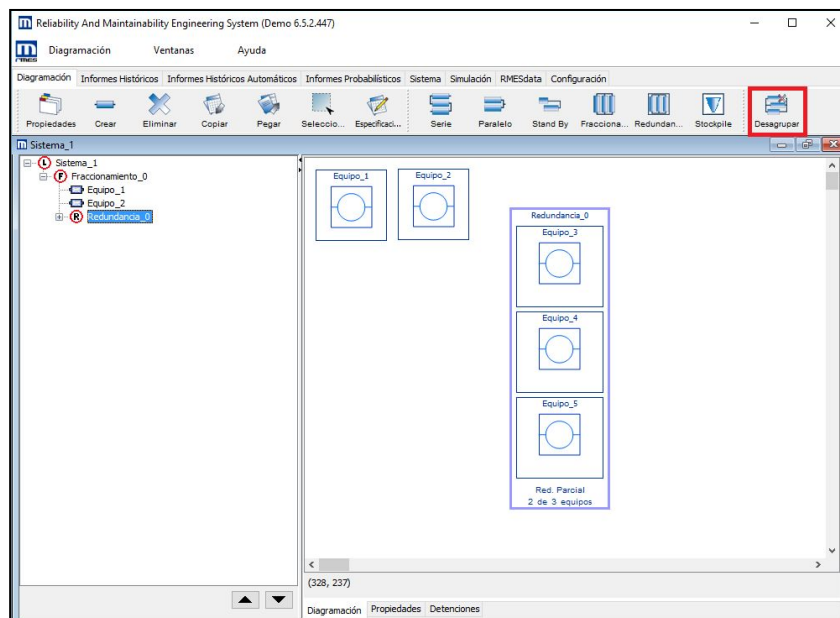 Reliability And Maintainability Engineering System (Demo 6.5.2.447)
RMES
Diagramación Ventanas Ayuda
Diagramación Informes Históricos Informes Históricos Automáticos Informes Probabilísticos Sistema Simulación RMESdata Configuración
Propiedades Crear Eliminar Copiar Pegar Seleccio... Especificaci... Serie Paralelo Stand By Fracciona... Redundan... Stockpile Desagrupar
Sistema_1
L Sistema_1
F Fraccionamiento_0
Equipo_1
Equipo_2
R Redundancia_0
Equipo_1 Equipo_2
Redundancia_0
Equipo_3
Equipo_4
Equipo_5
Red. Parcial
2 de 3 equipos
(328, 237)
Diagramación Propiedades Detenciones